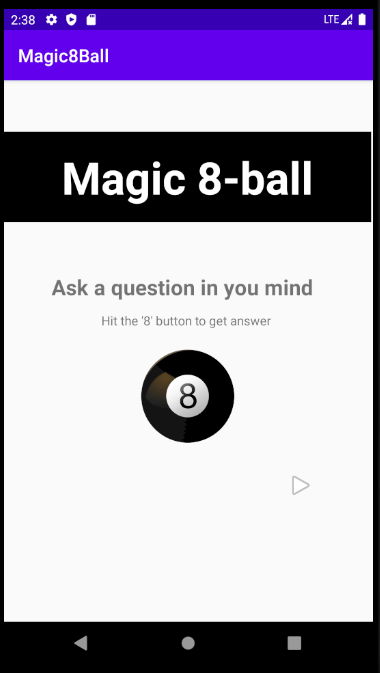 2:38 LTE
Magic8Ball
Magic 8-ball
Ask a question in you mind
Hit the '8' button to get answer
8